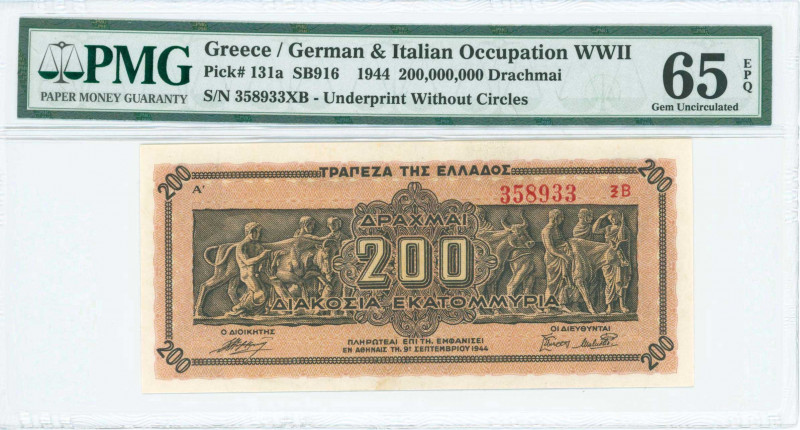 PMG
PAPER MONEY GUARANTY
Greece / German & Italian Occupation WWII
Pick# 131a SB916 1944 200,000,000 Drachmai
S/N 358933XB - Underprint Without Circles
65 EPQ
Gem Uncirculated
200
200
ΤΡΑΠΕΖΑ ΤΗΣ ΕΛΛΑΔΟΣ
Α'
358933 ΞΒ
ΔΡΑΧΜΑΙ
200
ΔΙΑΚΟΣΙΑ ΕΚΑΤΟΜΜΥΡΙΑ
Ο ΔΙΟΙΚΗΤΗΣ
ΟΙ ΔΙΕΥΘΥΝΤΑΙ
ΠΛΗΡΩΤΕΑΙ ΕΠΙ ΤΗ, ΕΜΦΑΝΙΣΕΙ
ΕΝ ΑΘΗΝΑΙΣ ΤΗ, 9ῌ ΣΕΠΤΕΜΒΡΙΟΥ 1944
200
200